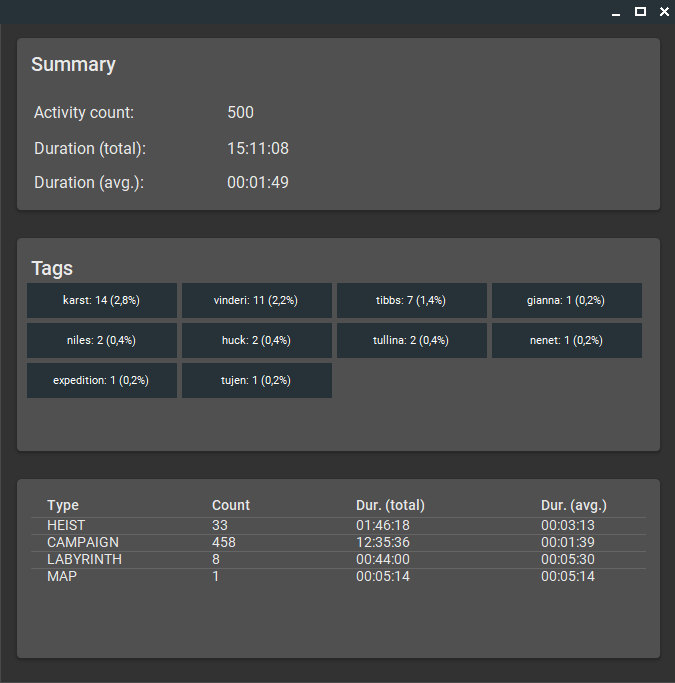 Summary
Activity count: 500
Duration (total): 15:11:08
Duration (avg.): 00:01:49
Tags
karst: 14 (2,8%) vinderi: 11 (2,2%) tibbs: 7 (1,4%) gianna: 1 (0,2%)
niles: 2 (0,4%) huck: 2 (0,4%) tullina: 2 (0,4%) nenet: 1 (0,2%)
expedition: 1 (0,2%) tujen: 1 (0,2%)
Type Count Dur. (total) Dur. (avg.)
HEIST 33 01:46:18 00:03:13
CAMPAIGN 458 12:35:36 00:01:39
LABYRINTH 8 00:44:00 00:05:30
MAP 1 00:05:14 00:05:14